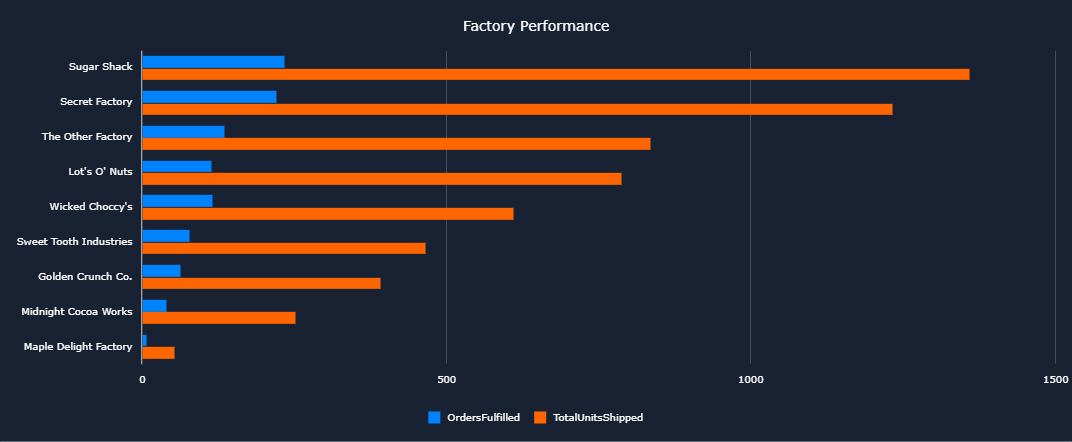 Factory Performance
Sugar Shack
Secret Factory
The Other Factory
Lot's O' Nuts
Wicked Choccy's
Sweet Tooth Industries
Golden Crunch Co.
Midnight Cocoa Works
Maple Delight Factory
0 500 1000 1500
OrdersFulfilled TotalUnitsShipped